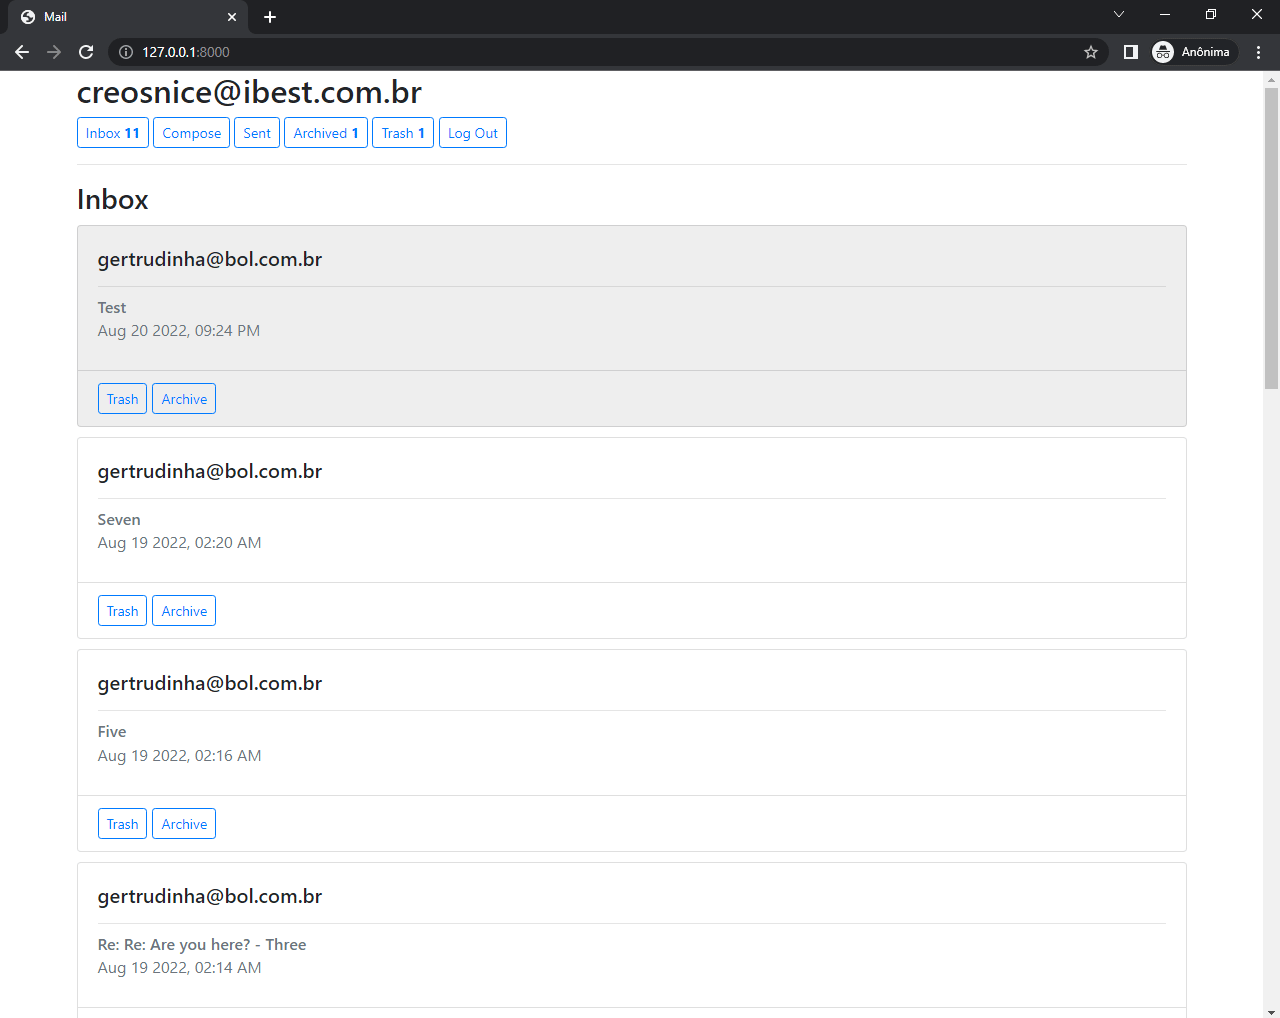 Mail
127.0.0.1:8000
Anônima
creosnice@ibest.com.br
Inbox 11 Compose Sent Archived 1 Trash 1 Log Out
Inbox
gertrudinha@bol.com.br
Test
Aug 20 2022, 09:24 PM
Trash Archive
gertrudinha@bol.com.br
Seven
Aug 19 2022, 02:20 AM
Trash Archive
gertrudinha@bol.com.br
Five
Aug 19 2022, 02:16 AM
Trash Archive
gertrudinha@bol.com.br
Re: Re: Are you here? - Three
Aug 19 2022, 02:14 AM